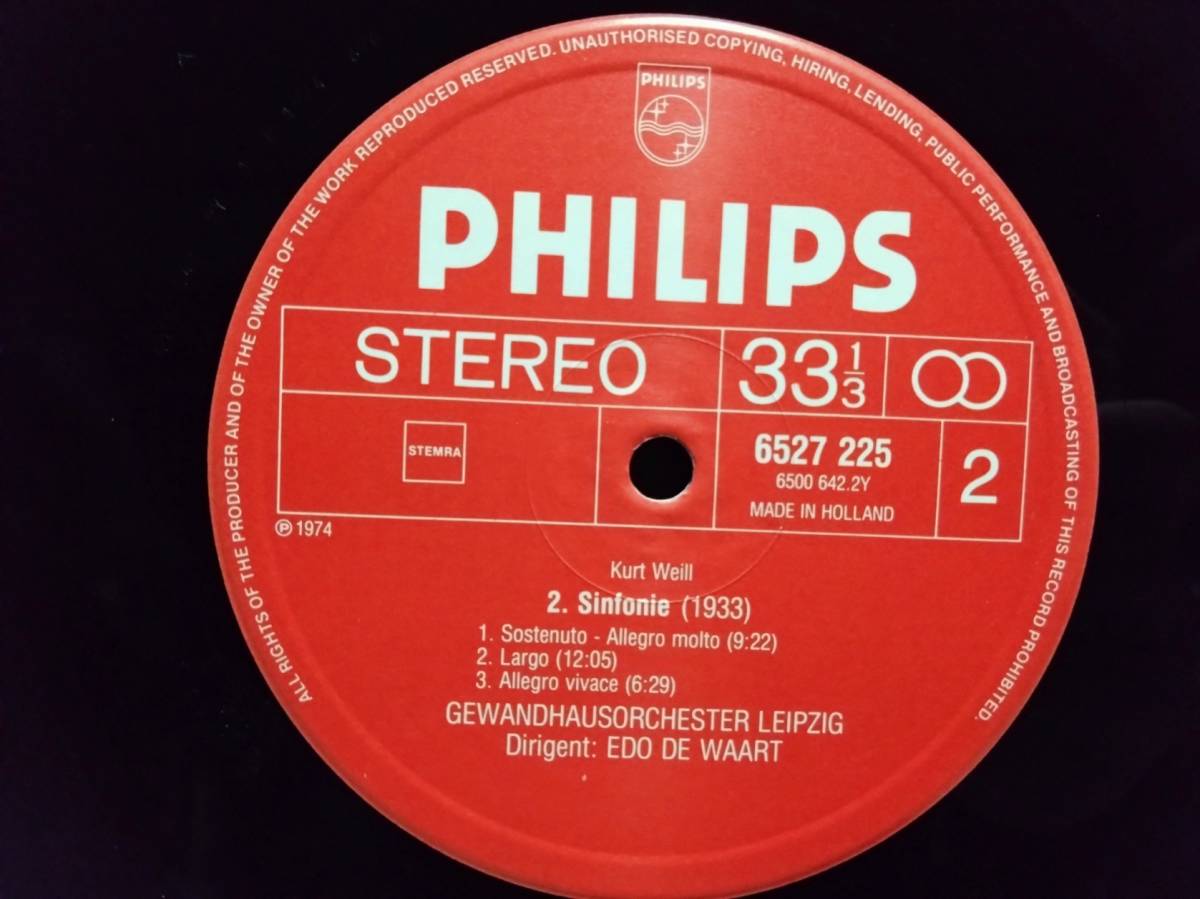 ALL RIGHTS OF THE PRODUCER AND OF THE OWNER OF THE WORK REPRODUCED RESERVED. UNAUTHORISED COPYING, HIRING, LENDING, PUBLIC PERFORMANCE AND BROADCASTING OF THIS RECORD PROHIBITED.
PHILIPS
PHILIPS
STEREO
33 1/3
STEMRA
6527 225
6500 642.2Y
MADE IN HOLLAND
2
℗ 1974
Kurt Weill
2. Sinfonie (1933)
1. Sostenuto - Allegro molto (9:22)
2. Largo (12:05)
3. Allegro vivace (6:29)
GEWANDHAUSORCHESTER LEIPZIG
Dirigent: EDO DE WAART